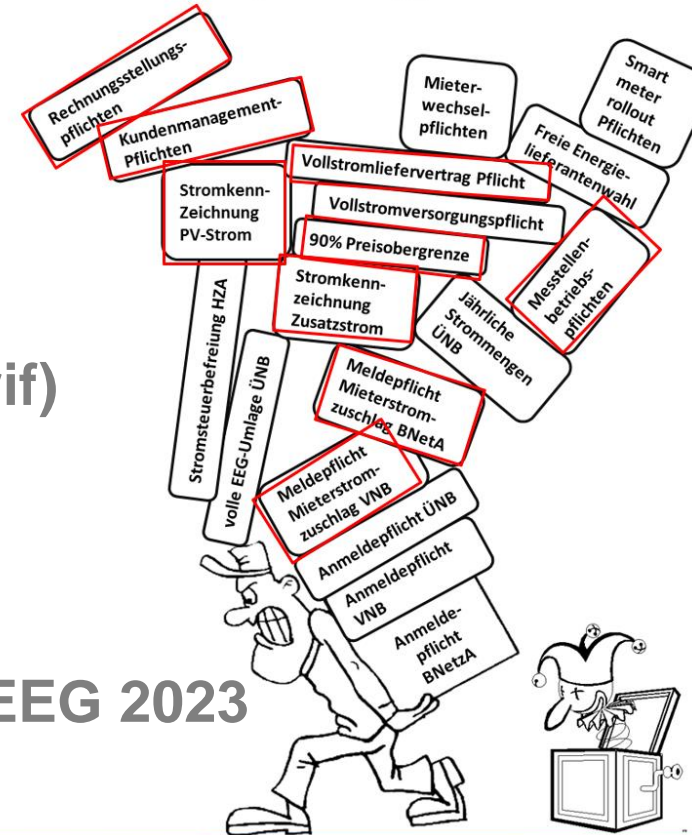 Rechnungsstellungs-
pflichten
Kundenmanagement-
Pflichten
Mieter-
wechsel-
pflichten
Smart
meter
rollout
Pflichten
Freie Energie-
lieferantenwahl
Vollstromliefervertrag Pflicht
Stromkenn-
Zeichnung
PV-Strom
Vollstromversorgungspflicht
90% Preisobergrenze
Messtellen-
betriebs-
pflichten
Stromkenn-
zeichnung
Zusatzstrom
Jährliche
Strommengen
ÜNB
Stromsteuerbefreiung HZA
volle EEG-Umlage ÜNB
Meldepflicht
Mieterstrom-
zuschlag BNetA
if)
Meldepflicht
Mieterstrom-
zuschlag VNB
Anmeldepflicht ÜNB
Anmeldepflicht
VNB
Anmelde-
pflicht
BNetzA
EEG 2023